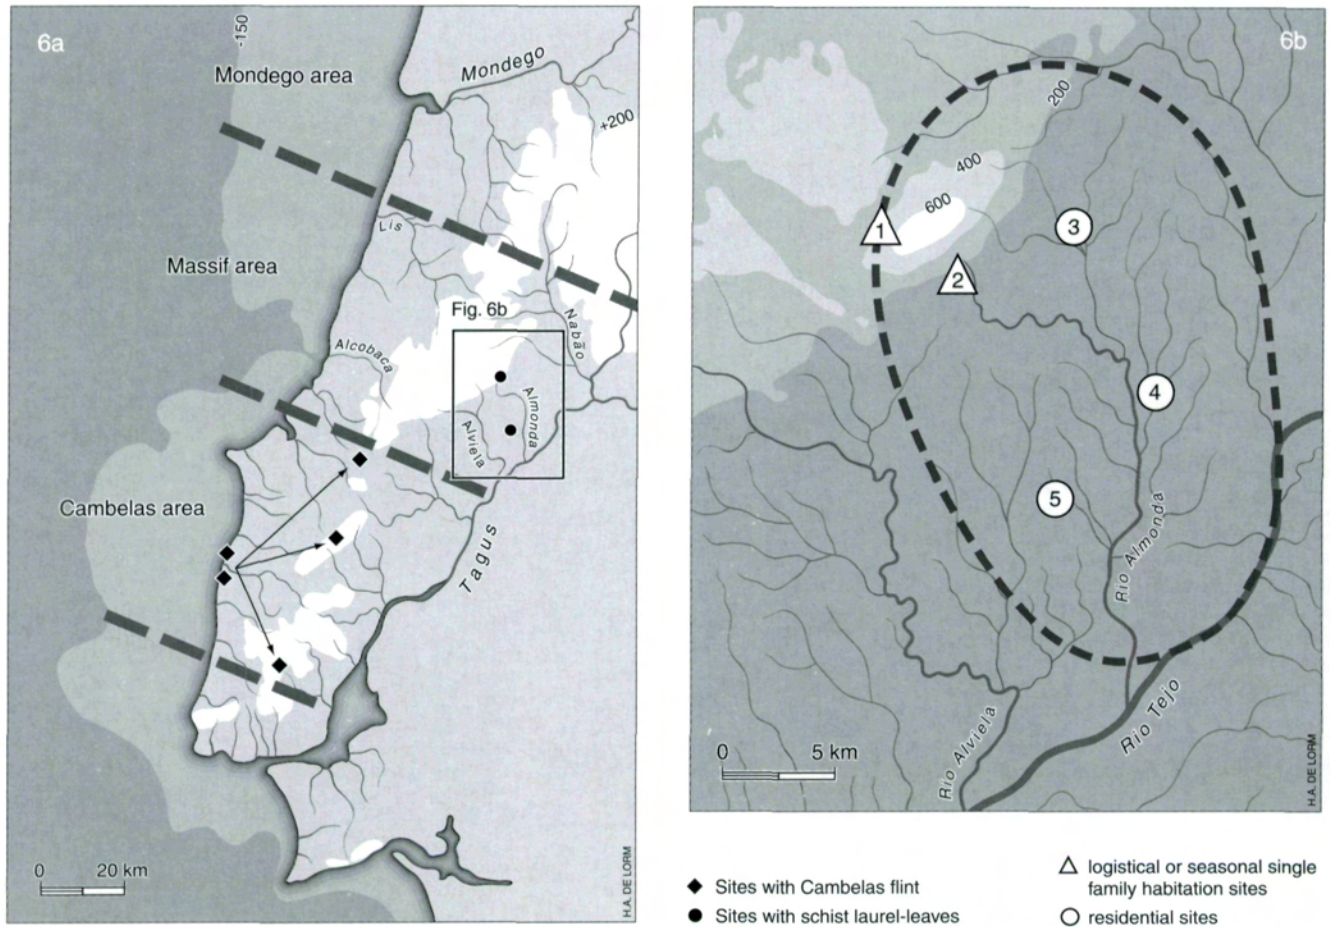 6a
-150
Mondego area
Mondego
+200
Lis
Massif area
Fig. 6b
Nabão
Alcobaca
Almonda
Alviela
Cambelas area
Tagus
0 20 km
H.A. DE LORM
6b
200
400
600
1
2
3
4
5
Rio Almonda
Rio Tejo
Rio Alviela
0 5 km
H.A. DE LORM
Sites with Cambelas flint
Sites with schist laurel-leaves
logistical or seasonal single
family habitation sites
residential sites